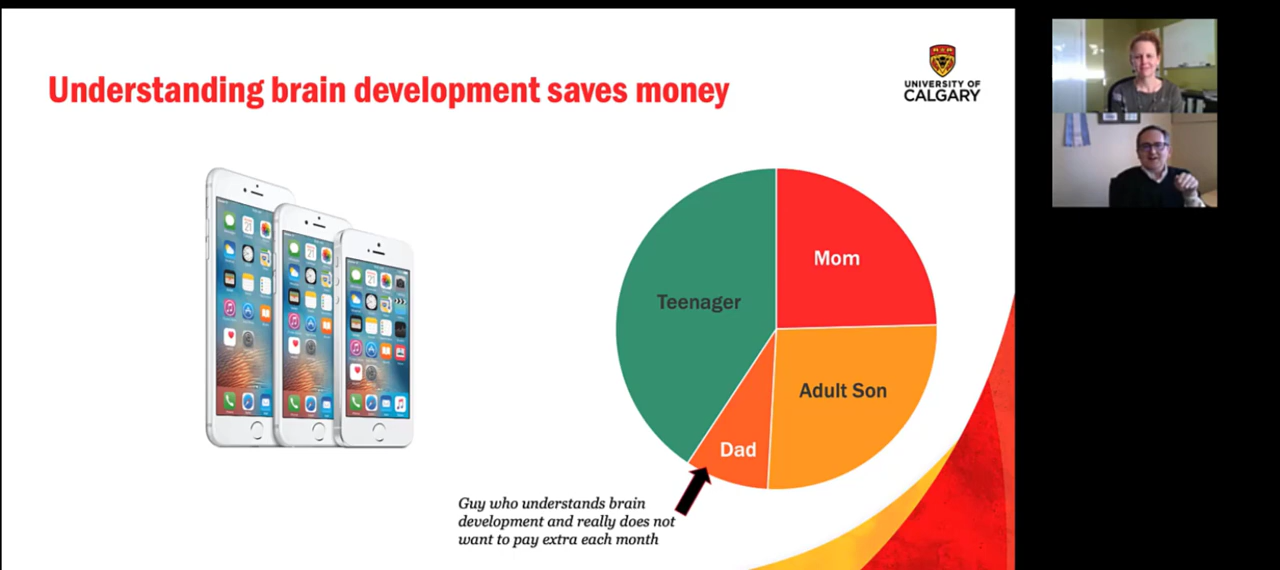 Understanding brain development saves money
UNIVERSITY OF
CALGARY
Mom
Teenager
Adult Son
Dad
Guy who understands brain
development and really does not
want to pay extra each month